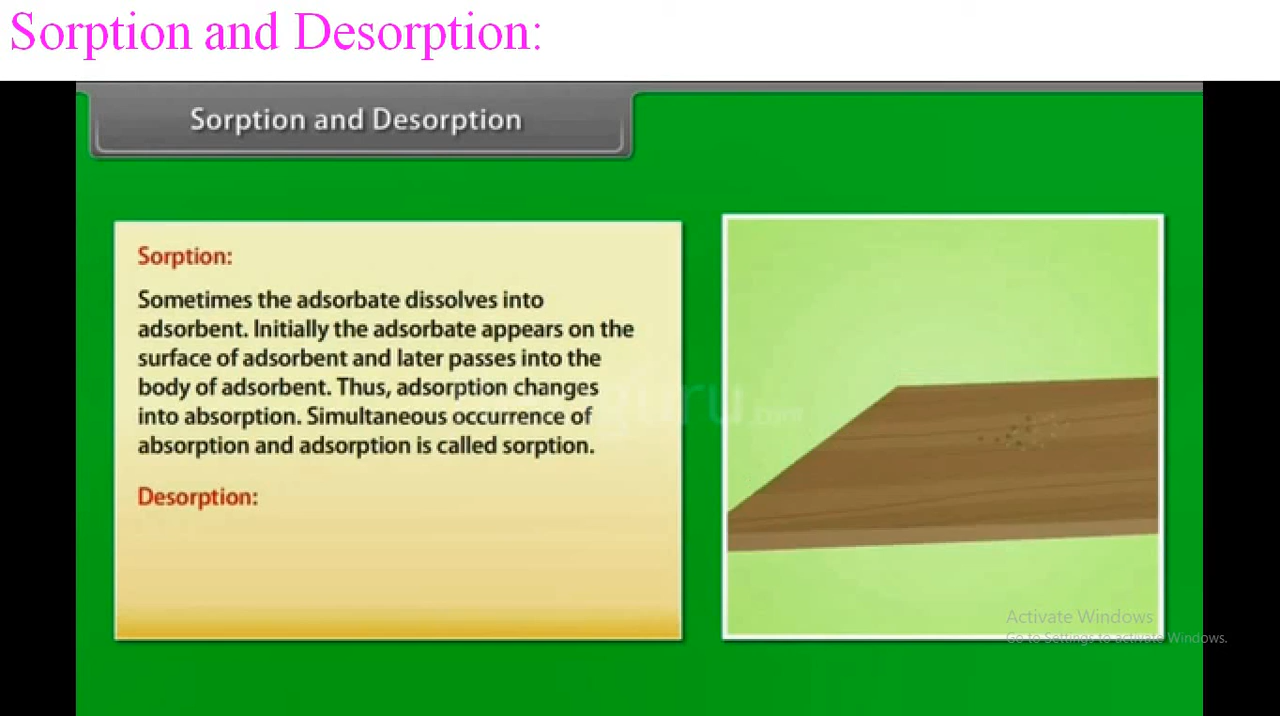 Sorption and Desorption:
Sorption and Desorption
Sorption:
Sometimes the adsorbate dissolves into
adsorbent. Initially the adsorbate appears on the
surface of adsorbent and later passes into the
body of adsorbent. Thus, adsorption changes
into absorption. Simultaneous occurrence of
absorption and adsorption is called sorption.
Desorption:
Activate Windows
Go to Settings to activate Windows.